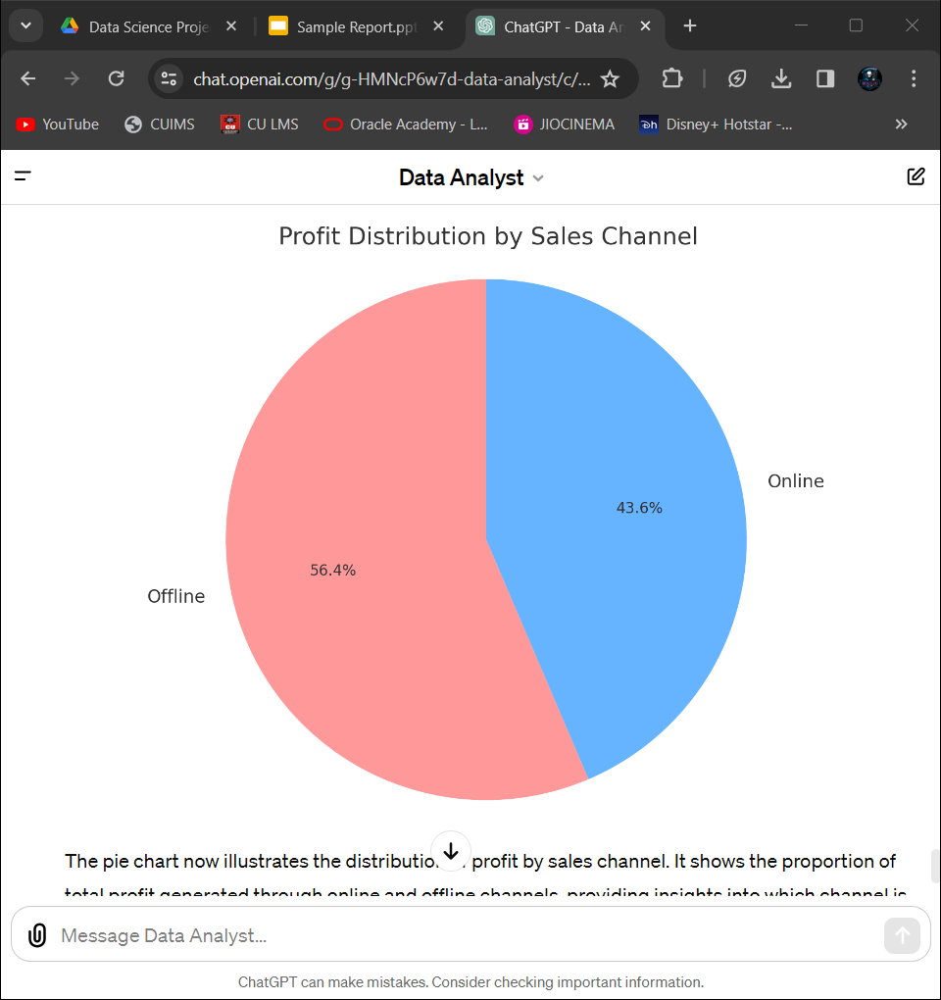 Data Science Proje
Sample Report.ppt
ChatGPT - Data An
chat.openai.com/g/g-HMNcP6w7d-data-analyst/c/...
YouTube
CUIMS
CU
CU LMS
Oracle Academy - L...
JIOCINEMA
Dh
Disney+ Hotstar -...
Data Analyst
Profit Distribution by Sales Channel
Online
43.6%
56.4%
Offline
The pie chart now illustrates the distributio profit by sales channel. It shows the proportion of
total profit generated through online and offline channels, providing insights into which channel is
Message Data Analyst...
ChatGPT can make mistakes. Consider checking important information.